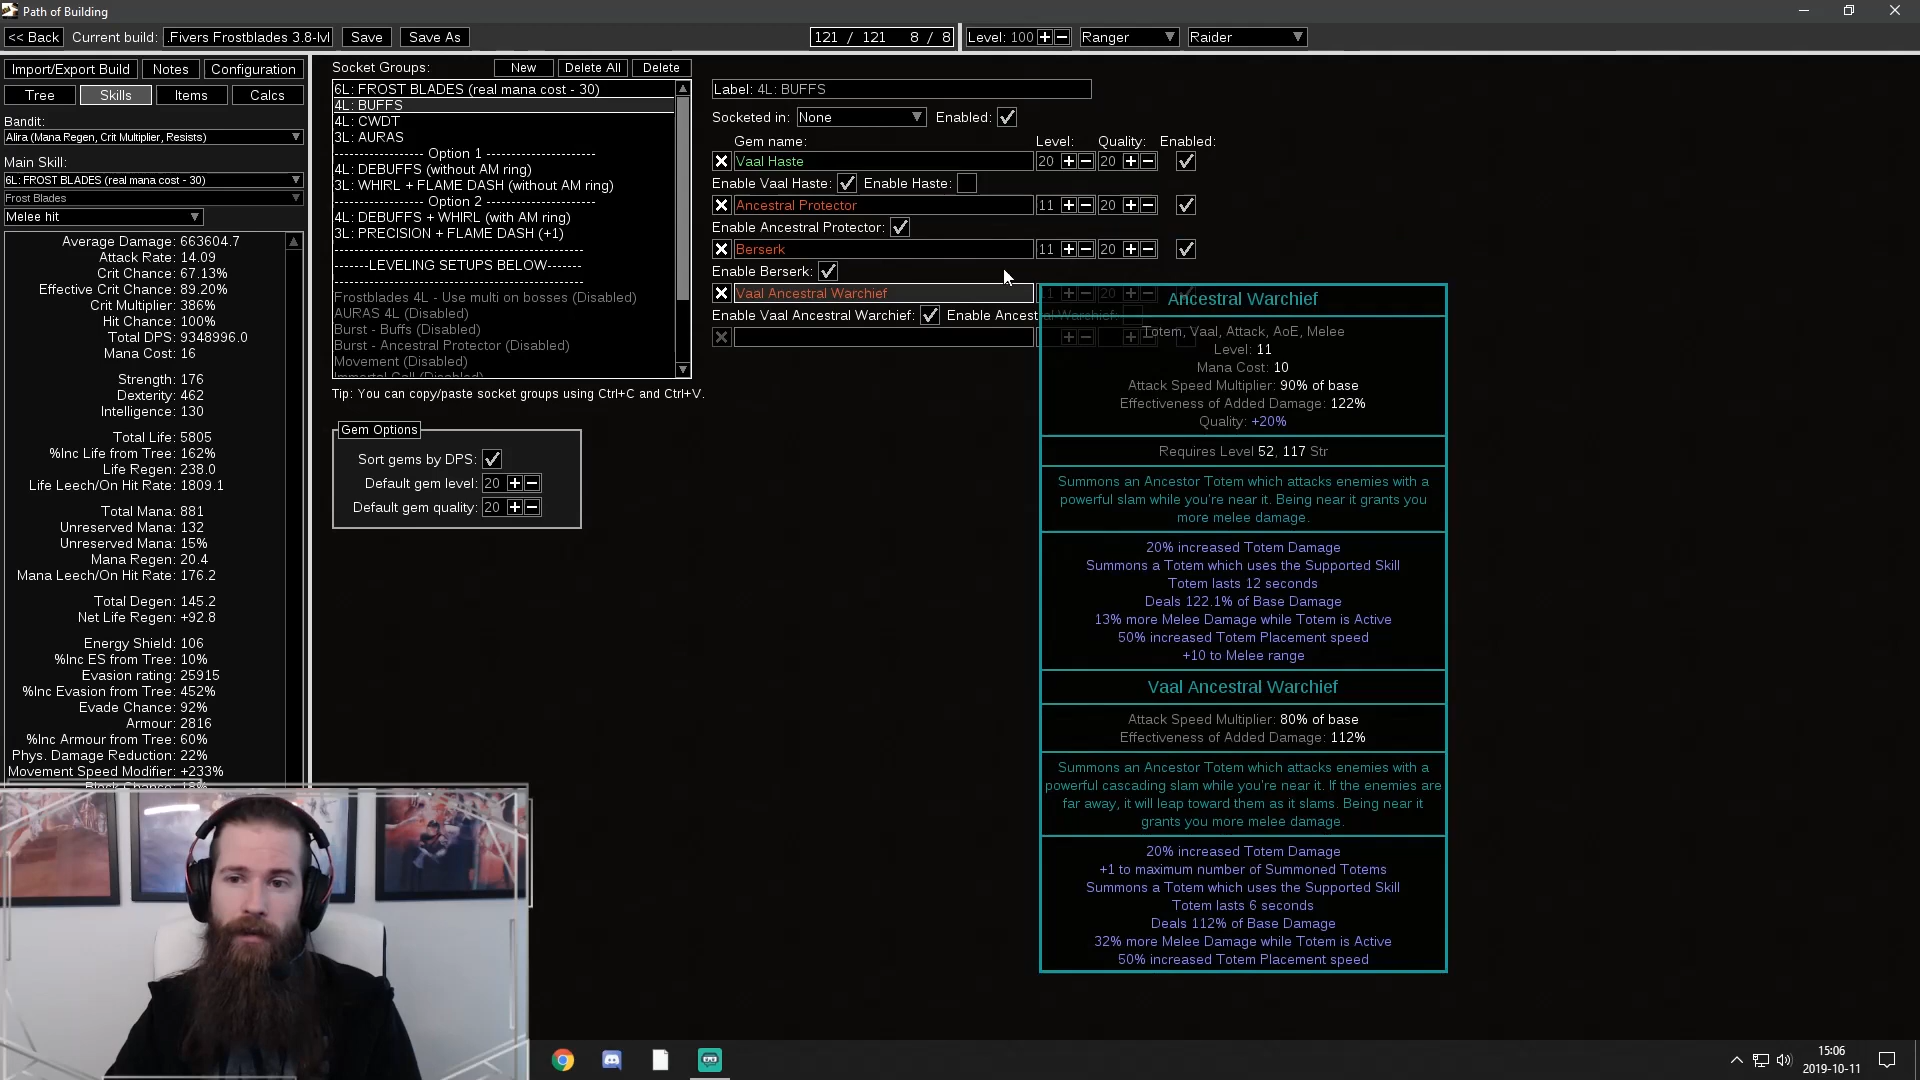 Path of Building
<< Back
Current build:
.Fivers Frostblades 3.8-lvl
Save
Save As
121 / 121 8 / 8
Level: 100
Ranger
Raider
Import/Export Build
Notes
Configuration
Tree
Skills
Items
Calcs
Bandit:
Alira (Mana Regen, Crit Multiplier, Resists)
Main Skill:
6L: FROST BLADES (real mana cost - 30)
Frost Blades
Melee hit
Average Damage: 663604.7
Attack Rate: 14.09
Crit Chance: 67.13%
Effective Crit Chance: 89.20%
Crit Multiplier: 386%
Hit Chance: 100%
Total DPS: 9348996.0
Mana Cost: 16
Strength: 176
Dexterity: 462
Intelligence: 130
Total Life: 5805
%Inc Life from Tree: 162%
Life Regen: 238.0
Life Leech/On Hit Rate: 1809.1
Total Mana: 881
Unreserved Mana: 132
Unreserved Mana: 15%
Mana Regen: 20.4
Mana Leech/On Hit Rate: 176.2
Total Degen: 145.2
Net Life Regen: +92.8
Energy Shield: 106
%Inc ES from Tree: 10%
Evasion rating: 25915
%Inc Evasion from Tree: 452%
Evade Chance: 92%
Armour: 2816
%Inc Armour from Tree: 60%
Phys. Damage Reduction: 22%
Movement Speed Modifier: +233%
Socket Groups:
New
Delete All
Delete
6L: FROST BLADES (real mana cost - 30)
4L: BUFFS
4L: CWDT
3L: AURAS
----------------- Option 1 --------------------
4L: DEBUFFS (without AM ring)
3L: WHIRL + FLAME DASH (without AM ring)
----------------- Option 2 --------------------
4L: DEBUFFS + WHIRL (with AM ring)
3L: PRECISION + FLAME DASH (+1)
-----------------------------------------------
-------LEVELING SETUPS BELOW-------
-----------------------------------------------
Frostblades 4L - Use multi on bosses (Disabled)
AURAS 4L (Disabled)
Burst - Buffs (Disabled)
Burst - Ancestral Protector (Disabled)
Movement (Disabled)
Immortal Call (Disabled)
Tip: You can copy/paste socket groups using Ctrl+C and Ctrl+V.
Gem Options
Sort gems by DPS:
Default gem level: 20
Default gem quality: 20
Label: 4L: BUFFS
Socketed in: None
Enabled:
Gem name:
Level:
Quality:
Enabled:
Vaal Haste
20
20
Enable Vaal Haste:
Enable Haste:
Ancestral Protector
11
20
Enable Ancestral Protector:
Berserk
11
20
Enable Berserk:
Vaal Ancestral Warchief
11
20
Enable Vaal Ancestral Warchief:
Enable Ancestral Warchief:
Ancestral Warchief
Totem, Vaal, Attack, AoE, Melee
Level: 11
Mana Cost: 10
Attack Speed Multiplier: 90% of base
Effectiveness of Added Damage: 122%
Quality: +20%
Requires Level 52, 117 Str
Summons an Ancestor Totem which attacks enemies with a
powerful slam while you're near it. Being near it grants you
more melee damage.
20% increased Totem Damage
Summons a Totem which uses the Supported Skill
Totem lasts 12 seconds
Deals 122.1% of Base Damage
13% more Melee Damage while Totem is Active
50% increased Totem Placement speed
+10 to Melee range
Vaal Ancestral Warchief
Attack Speed Multiplier: 80% of base
Effectiveness of Added Damage: 112%
Summons an Ancestor Totem which attacks enemies with a
powerful cascading slam while you're near it. If the enemies are
far away, it will leap toward them as it slams. Being near it
grants you more melee damage.
20% increased Totem Damage
+1 to maximum number of Summoned Totems
Summons a Totem which uses the Supported Skill
Totem lasts 6 seconds
Deals 112% of Base Damage
32% more Melee Damage while Totem is Active
50% increased Totem Placement speed
15:06
2019-10-11